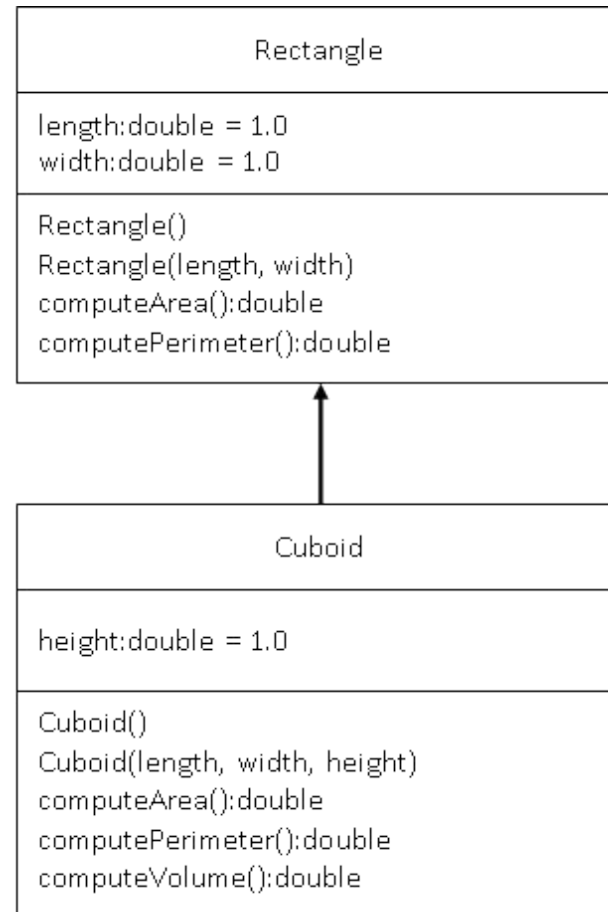 Rectangle
length:double = 1.0
width:double = 1.0
Rectangle()
Rectangle(length, width)
computeArea():double
computePerimeter():double
Cuboid
height:double = 1.0
Cuboid()
Cuboid(length, width, height)
computeArea():double
computePerimeter():double
computeVolume():double